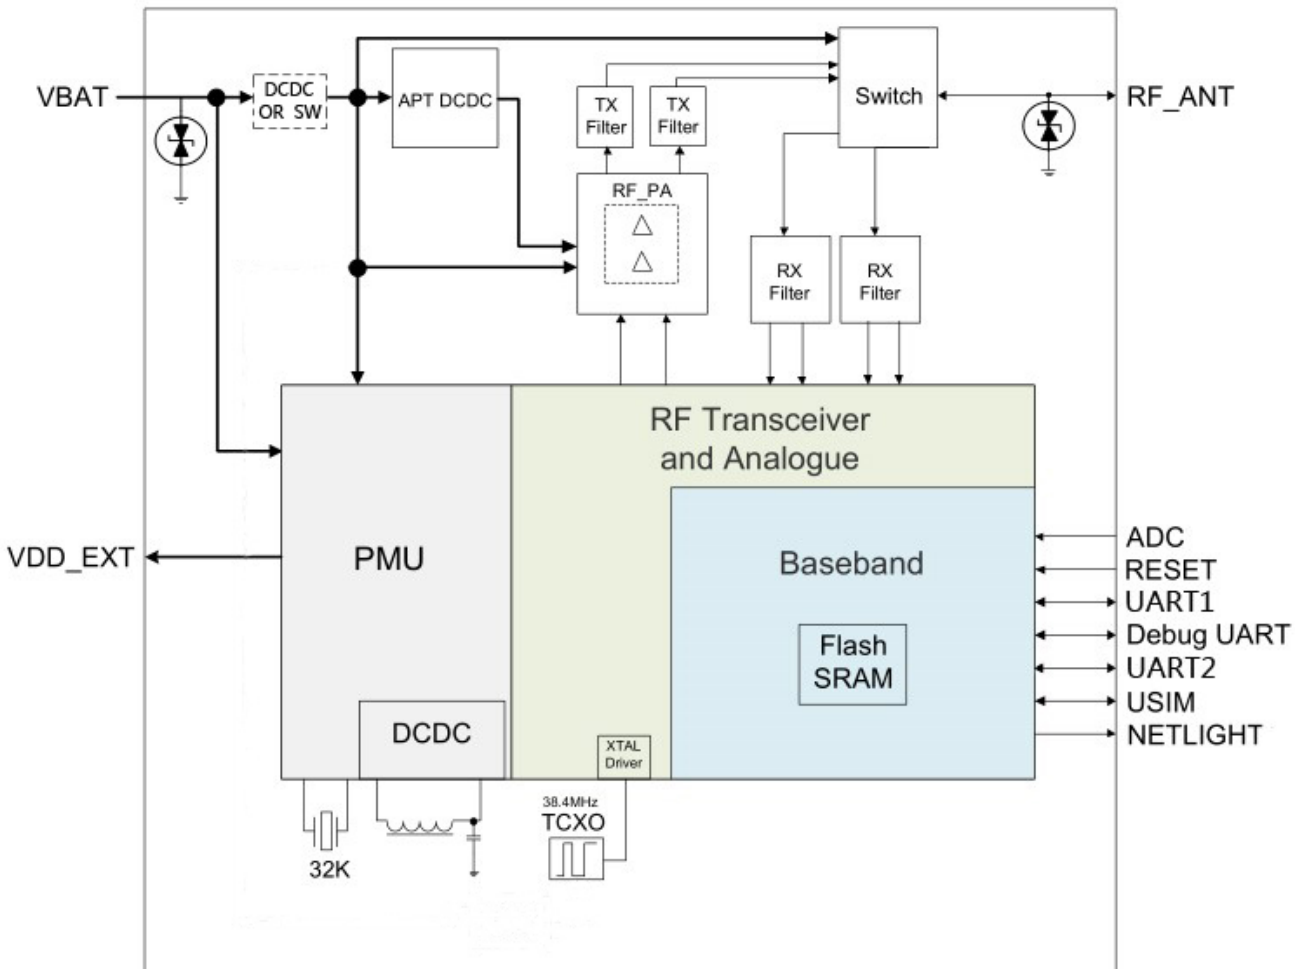 VBAT
DCDC
OR SW
APT DCDC
TX
Filter
TX
Filter
Switch
RF_ANT
RF_PA
RX
Filter
RX
Filter
RF Transceiver
and Analogue
VDD_EXT
PMU
Baseband
Flash
SRAM
ADC
RESET
UART1
Debug UART
UART2
USIM
NETLIGHT
DCDC
XTAL
Driver
38.4MHz
TCXO
32K